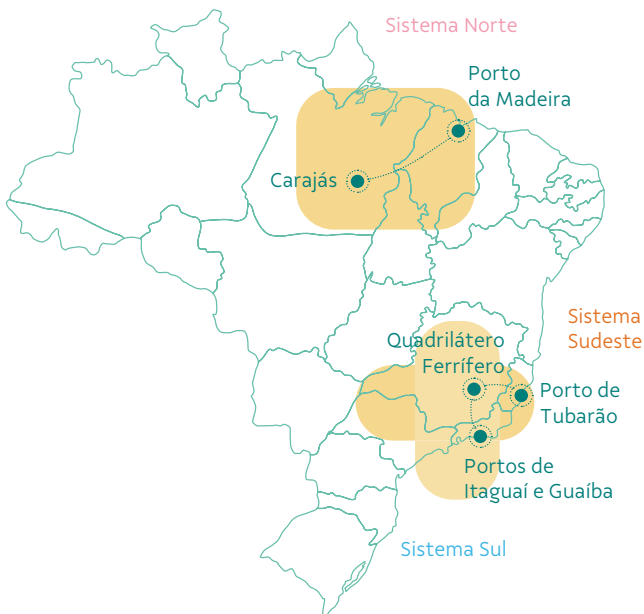 Sistema Norte
Porto
da Madeira
Carajás
Sistema
Sudeste
Quadrilátero
Ferrífero
Porto de
Tubarão
Portos de
Itaguaí e Guaíba
Sistema Sul